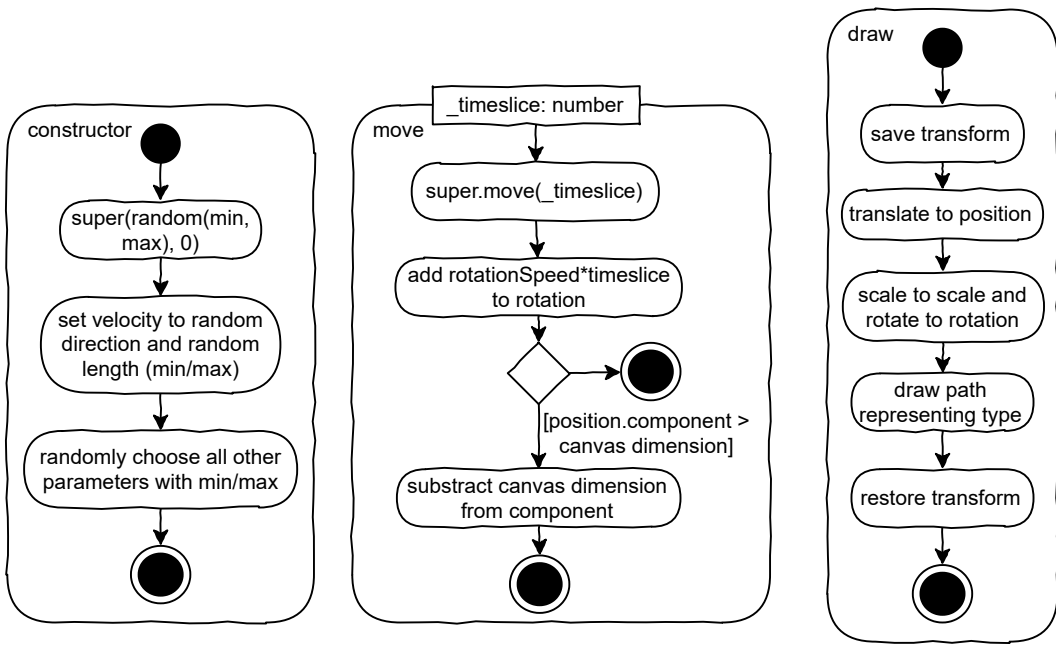 constructor
super(random(min,
max), 0)
set velocity to random
direction and random
length (min/max)
randomly choose all other
parameters with min/max
_timeslice: number
move
super.move(_timeslice)
add rotationSpeed*timeslice
to rotation
[position.component >
canvas dimension]
substract canvas dimension
from component
draw
save transform
translate to position
scale to scale and
rotate to rotation
draw path
representing type
restore transform